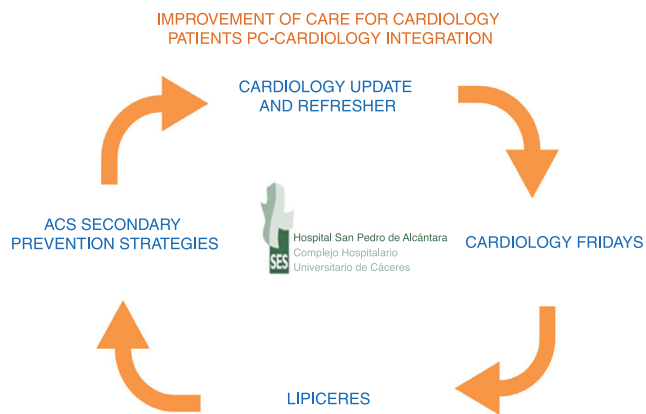 IMPROVEMENT OF CARE FOR CARDIOLOGY
PATIENTS PC-CARDIOLOGY INTEGRATION
CARDIOLOGY UPDATE
AND REFRESHER
ACS SECONDARY
PREVENTION STRATEGIES
SES
Hospital San Pedro de Alcántara
Complejo Hospitalario
Universitario de Cáceres
CARDIOLOGY FRIDAYS
LIPICERES